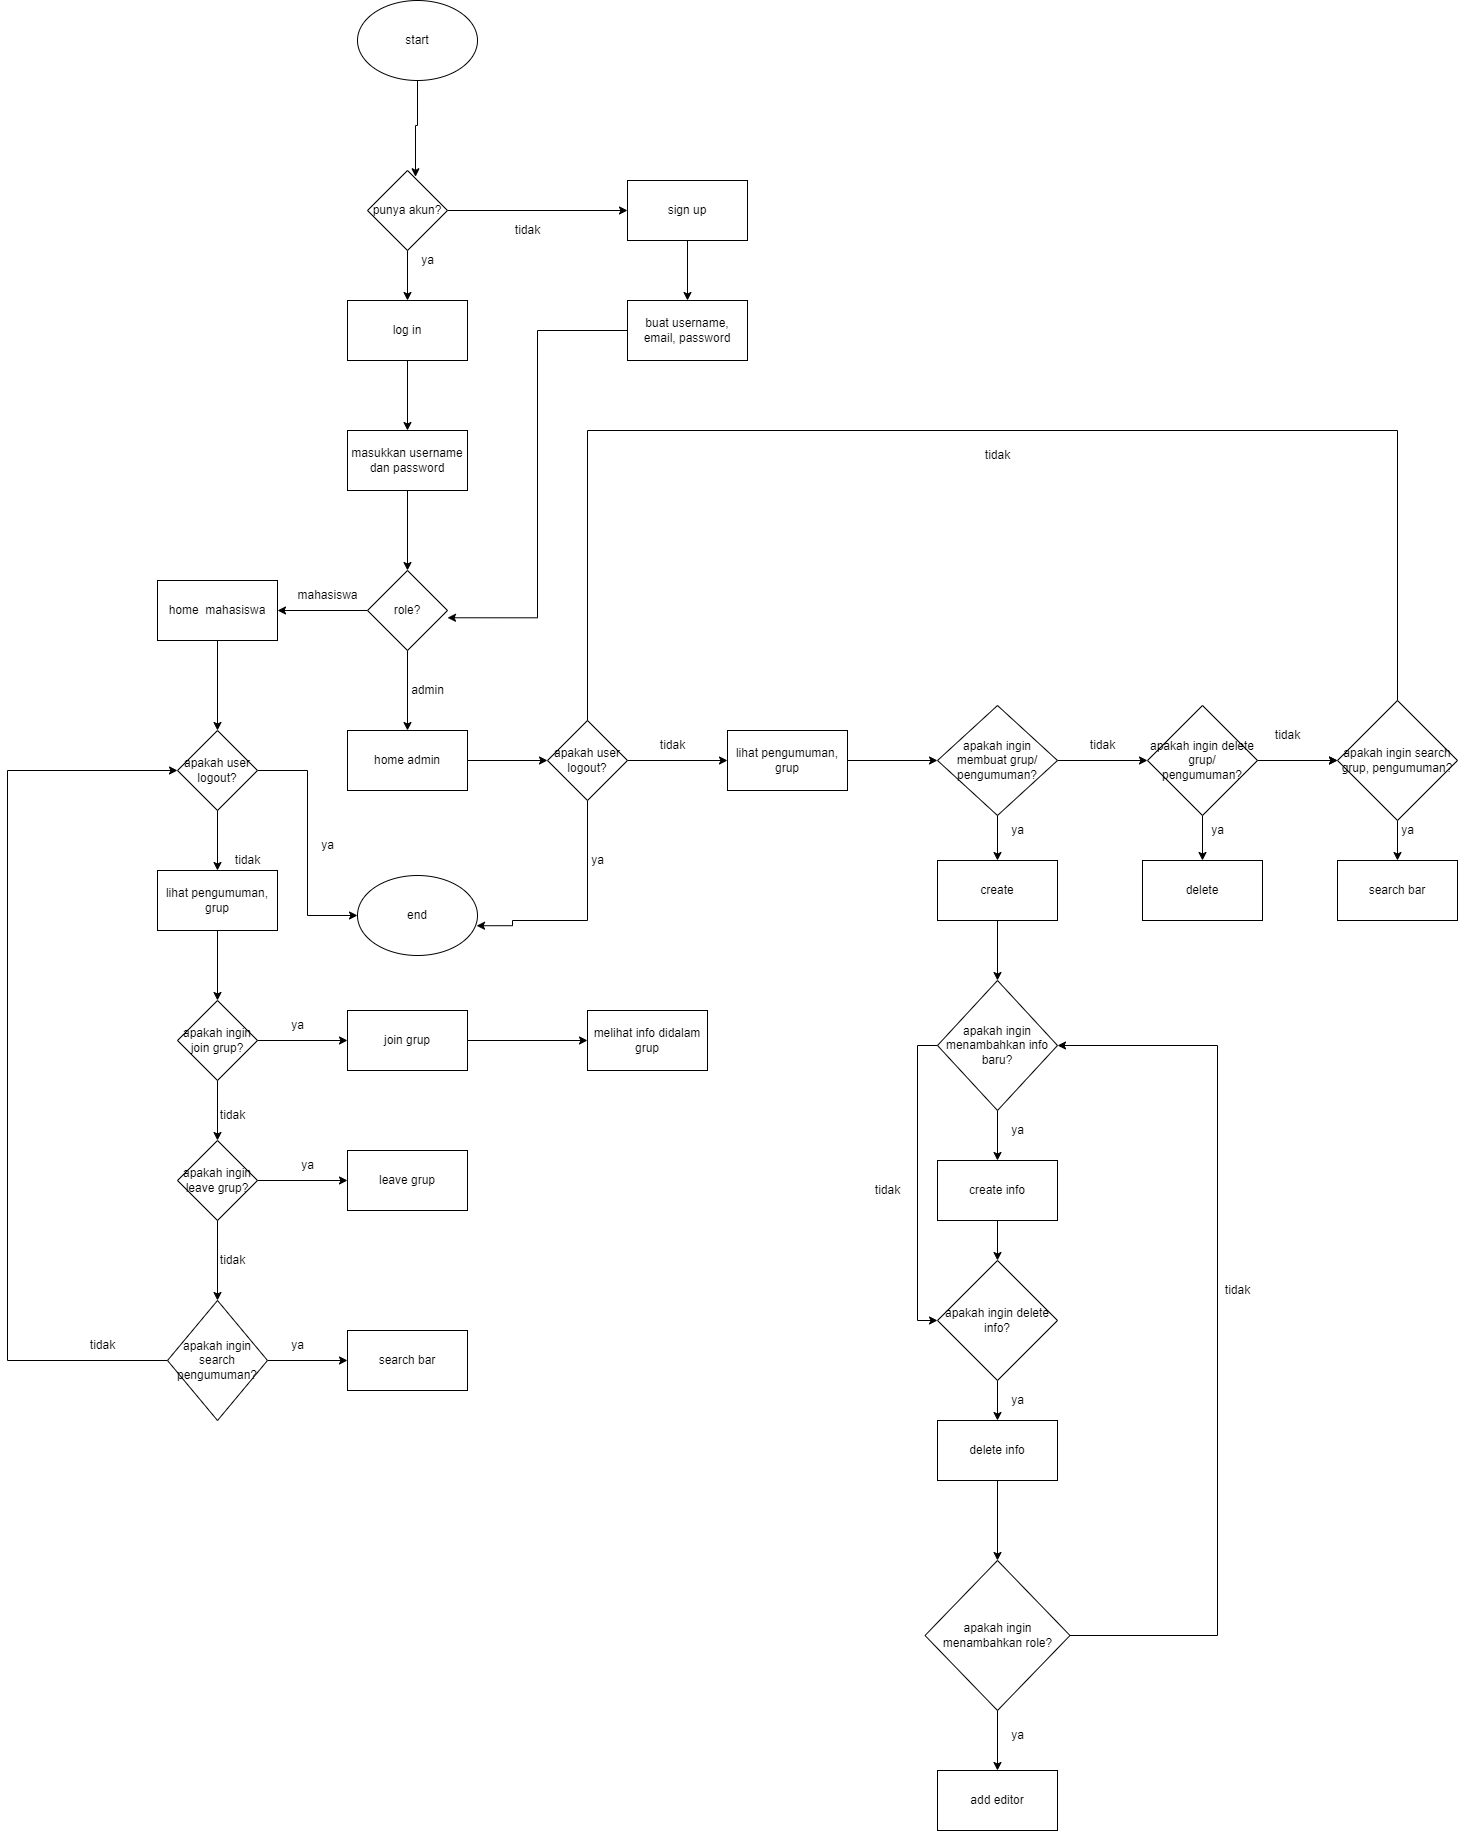 start
punya akun?
tidak
sign up
ya
log in
buat username,
email, password
masukkan username
dan password
tidak
home  mahasiswa
mahasiswa
role?
admin
home admin
apakah user
logout?
tidak
lihat pengumuman,
grup
apakah ingin
membuat grup/
pengumuman?
tidak
apakah ingin delete
grup/
pengumuman?
tidak
apakah ingin search
grup, pengumuman?
apakah user
logout?
ya
tidak
ya
ya
ya
ya
lihat pengumuman,
grup
end
create
delete
search bar
apakah ingin
join grup?
ya
join grup
melihat info didalam
grup
apakah ingin
menambahkan info
baru?
tidak
ya
apakah ingin
leave grup?
ya
leave grup
tidak
create info
tidak
tidak
apakah ingin delete
info?
tidak
apakah ingin
search
pengumuman?
ya
search bar
ya
delete info
apakah ingin
menambahkan role?
ya
add editor